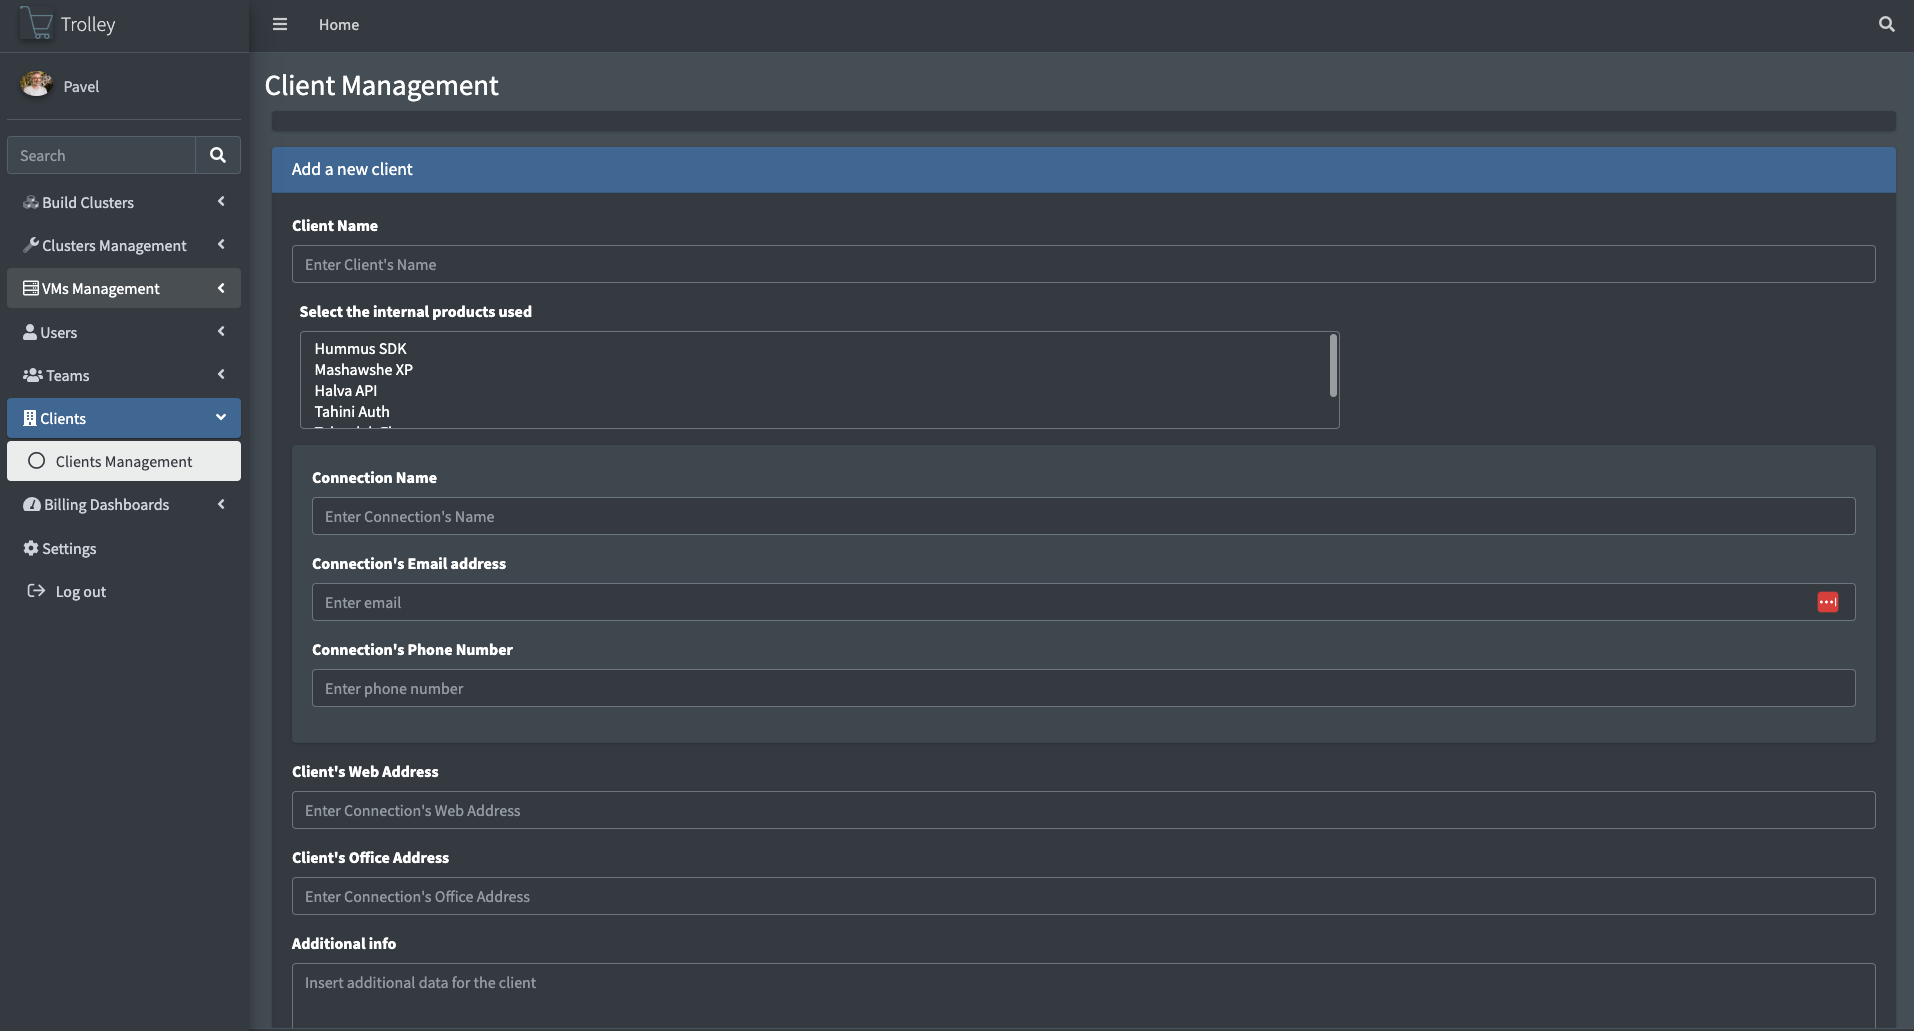 Trolley
Home
Pavel
Search
Build Clusters
Clusters Management
VMs Management
Users
Teams
Clients
Clients Management
Billing Dashboards
Settings
Log out
Client Management
Add a new client
Client Name
Enter Client's Name
Select the internal products used
Hummus SDK
Mashawshe XP
Halva API
Tahini Auth
Connection Name
Enter Connection's Name
Connection's Email address
Enter email
Connection's Phone Number
Enter phone number
Client's Web Address
Enter Connection's Web Address
Client's Office Address
Enter Connection's Office Address
Additional info
Insert additional data for the client